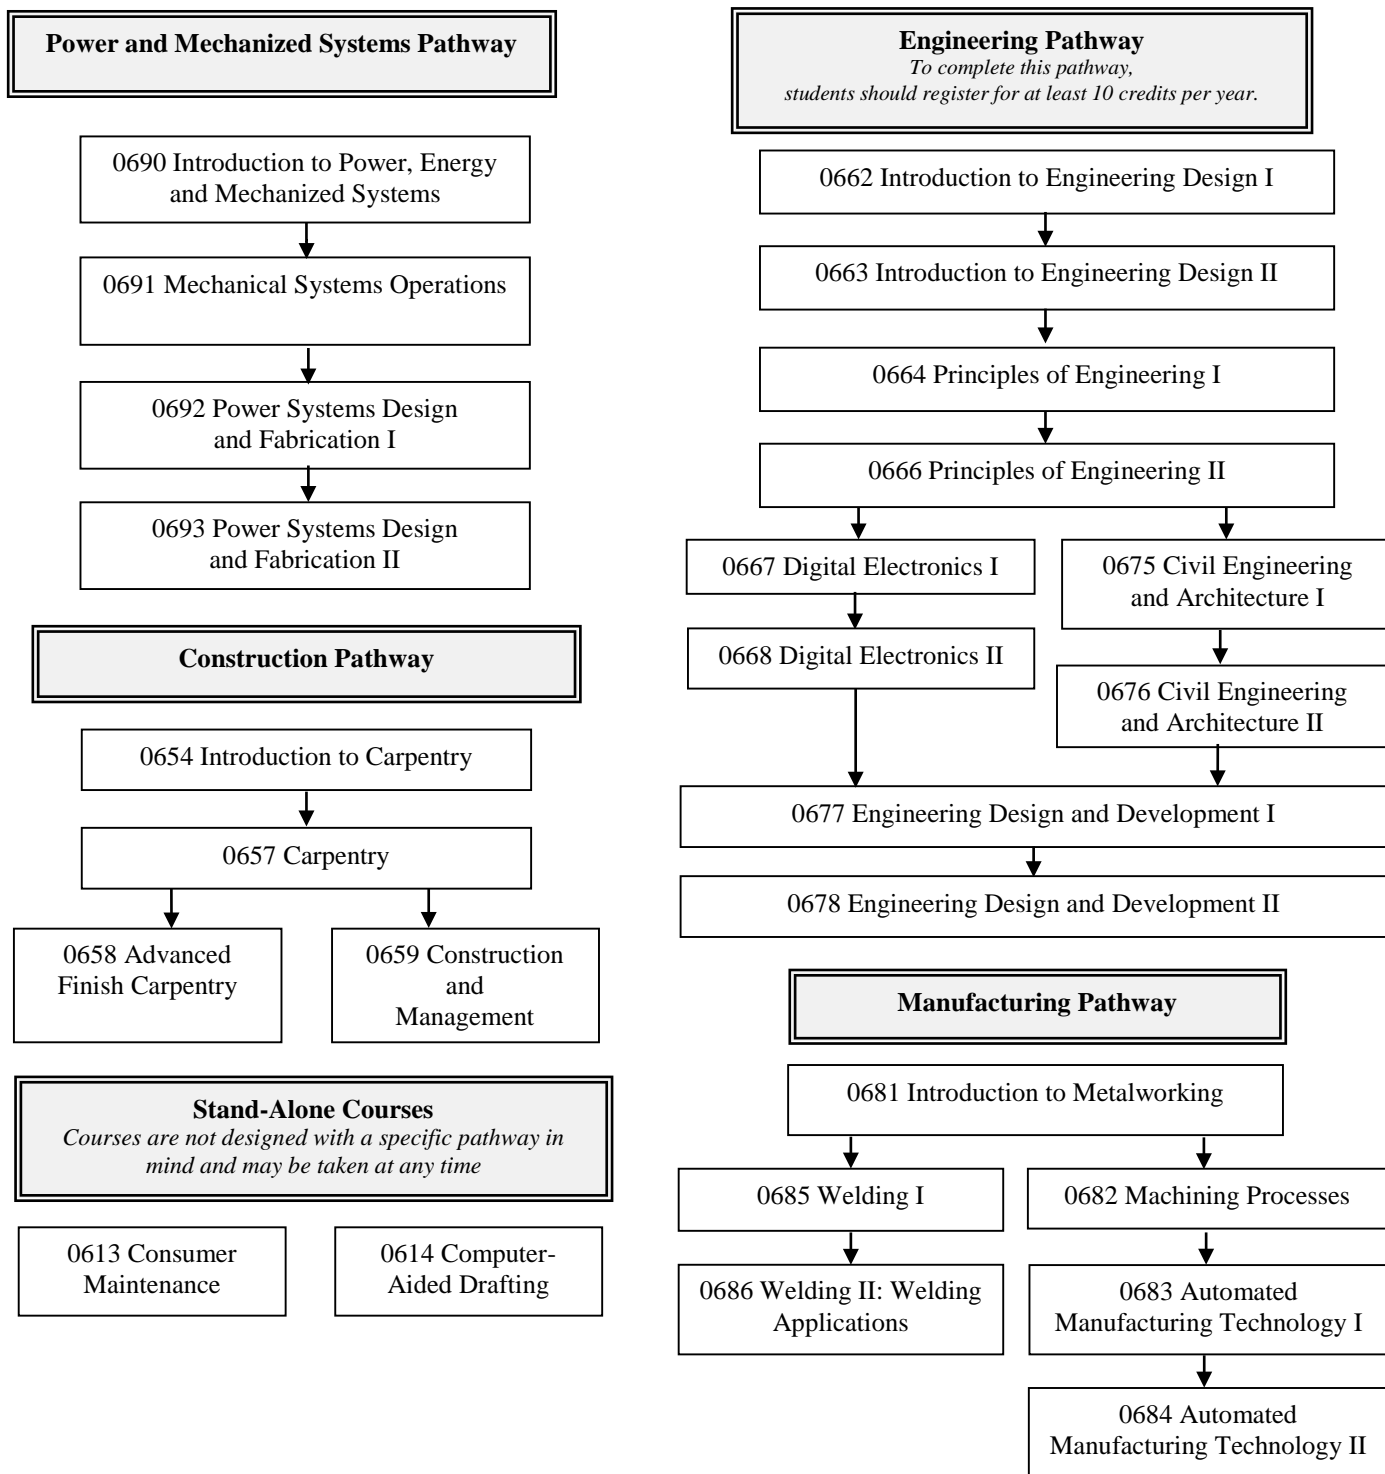 Power and Mechanized Systems Pathway
0690 Introduction to Power, Energy
and Mechanized Systems
0691 Mechanical Systems Operations
0692 Power Systems Design
and Fabrication I
0693 Power Systems Design
and Fabrication II
Construction Pathway
0654 Introduction to Carpentry
0657 Carpentry
0658 Advanced
Finish Carpentry
0659 Construction
and
Management
Stand-Alone Courses
Courses are not designed with a specific pathway in
mind and may be taken at any time
0613 Consumer
Maintenance
0614 Computer-
Aided Drafting
Engineering Pathway
To complete this pathway,
students should register for at least 10 credits per year.
0662 Introduction to Engineering Design I
0663 Introduction to Engineering Design II
0664 Principles of Engineering I
0666 Principles of Engineering II
0667 Digital Electronics I
0668 Digital Electronics II
0675 Civil Engineering
and Architecture I
0676 Civil Engineering
and Architecture II
0677 Engineering Design and Development I
0678 Engineering Design and Development II
Manufacturing Pathway
0681 Introduction to Metalworking
0685 Welding I
0686 Welding II: Welding
Applications
0682 Machining Processes
0683 Automated
Manufacturing Technology I
0684 Automated
Manufacturing Technology II